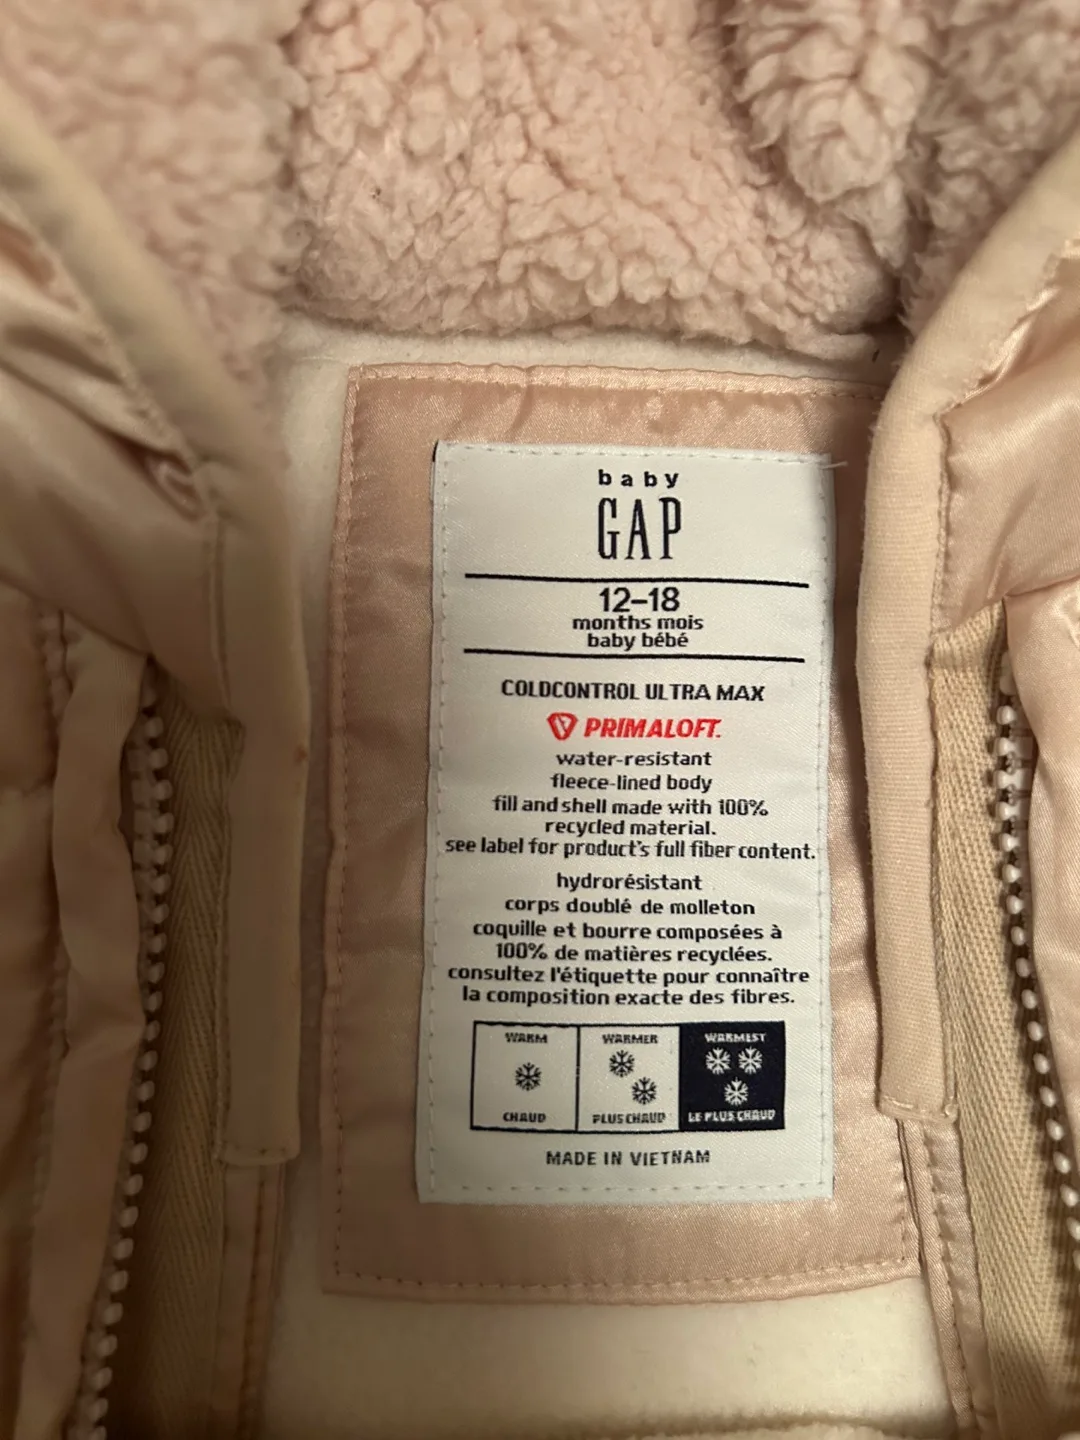 baby
GAP
12–18
months mois
baby bébé
COLDCONTROL ULTRA MAX
PRIMALOFT.
water-resistant
fleece-lined body
fill and shell made with 100%
recycled material.
see label for product's full fiber content.
hydrorésistant
corps doublé de molleton
coquille et bourre composées à
100% de matières recyclées.
consultez l'étiquette pour connaître
la composition exacte des fibres.
WARM WARMER WARMEST
CHAUD PLUS CHAUD LE PLUS CHAUD
MADE IN VIETNAM